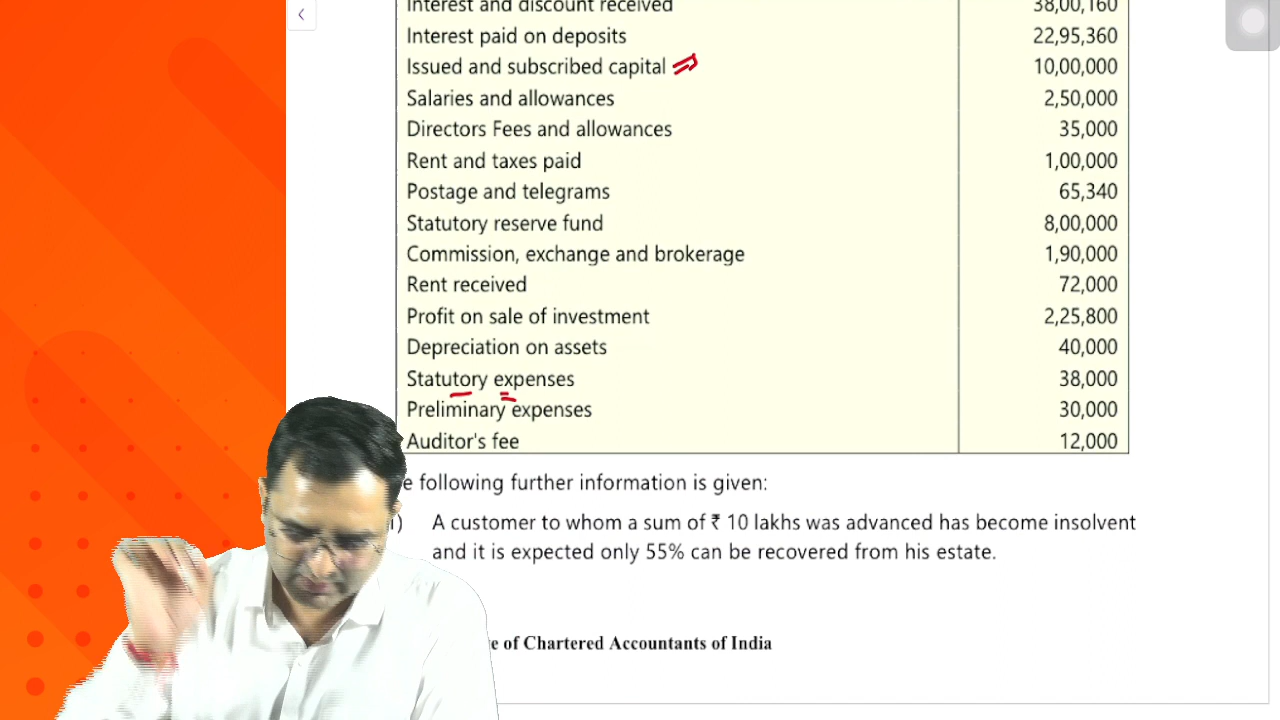 Interest and discount received 38,00,160
Interest paid on deposits 22,95,360
Issued and subscribed capital 10,00,000
Salaries and allowances 2,50,000
Directors Fees and allowances 35,000
Rent and taxes paid 1,00,000
Postage and telegrams 65,340
Statutory reserve fund 8,00,000
Commission, exchange and brokerage 1,90,000
Rent received 72,000
Profit on sale of investment 2,25,800
Depreciation on assets 40,000
Statutory expenses 38,000
Preliminary expenses 30,000
Auditor's fee 12,000
e following further information is given:
) A customer to whom a sum of ₹ 10 lakhs was advanced has become insolvent
and it is expected only 55% can be recovered from his estate.
e of Chartered Accountants of India